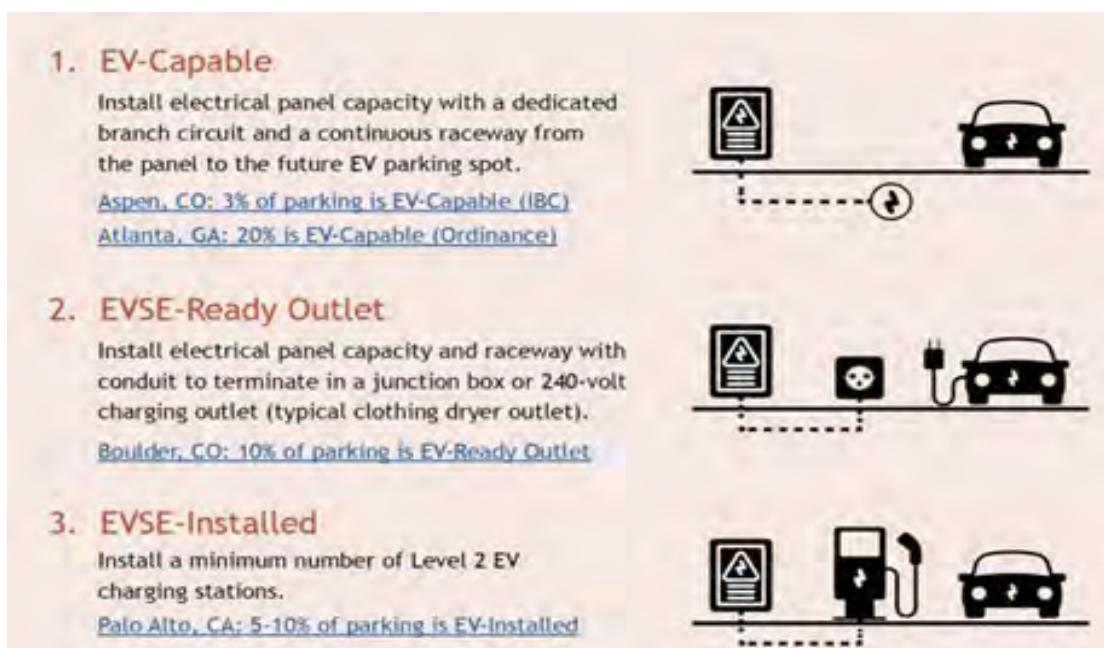 1. EV-Capable
Install electrical panel capacity with a dedicated
branch circuit and a continuous raceway from
the panel to the future EV parking spot.
Aspen, CO: 3% of parking is EV-Capable (IBC)
Atlanta, GA: 20% is EV-Capable (Ordinance)
2. EVSE-Ready Outlet
Install electrical panel capacity and raceway with
conduit to terminate in a junction box or 240-volt
charging outlet (typical clothing dryer outlet).
Boulder, CO: 10% of parking is EV-Ready Outlet
3. EVSE-Installed
Install a minimum number of Level 2 EV
charging stations.
Palo Alto, CA: 5-10% of parking is EV-Installed